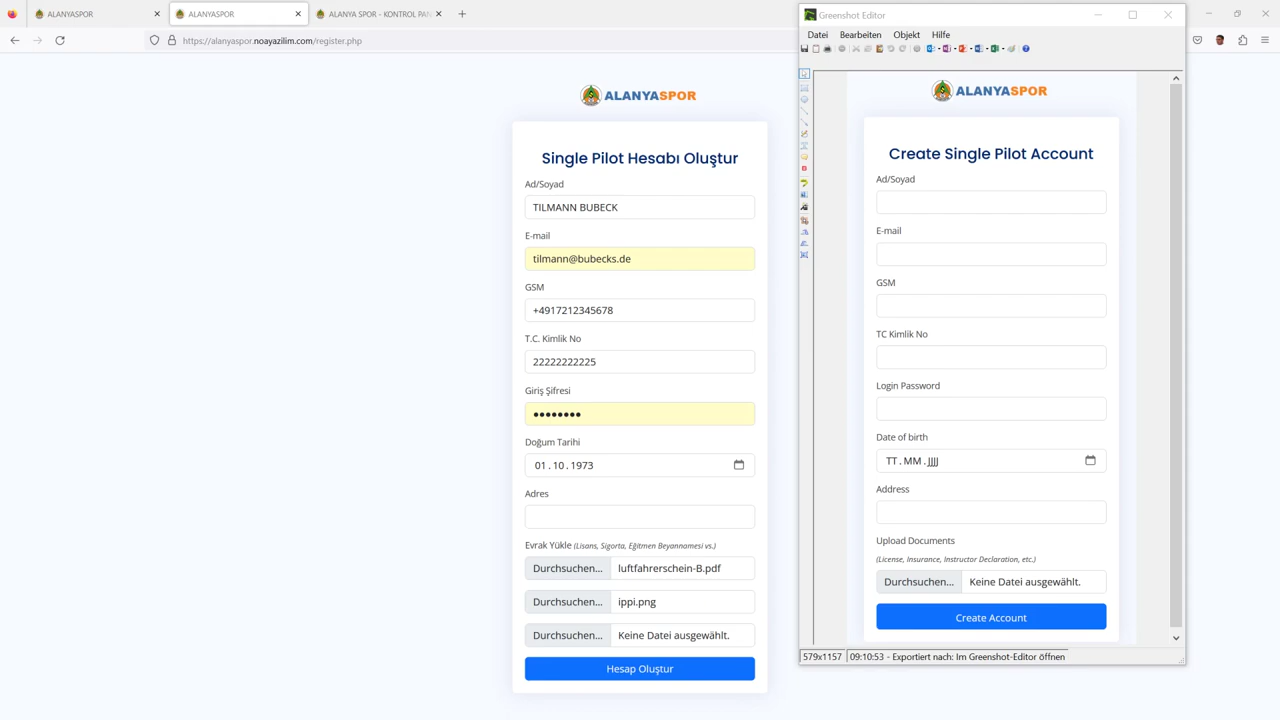 ALANYASPOR
ALANYASPOR
ALANYA SPOR - KONTROL PAN
https://alanyaspor.noayazilim.com/register.php
ALANYASPOR
Single Pilot Hesabı Oluştur
Ad/Soyad
TILMANN BUBECK
E-mail
tilmann@bubecks.de
GSM
+4917212345678
T.C. Kimlik No
22222222225
Giriş Şifresi
●●●●●●●●
Doğum Tarihi
01 . 10 . 1973
Adres
Evrak Yükle (Lisans, Sigorta, Eğitmen Beyannamesi vs.)
Durchsuchen... luftfahrerschein-B.pdf
Durchsuchen... ippi.png
Durchsuchen... Keine Datei ausgewählt.
Hesap Oluştur
Greenshot Editor
Datei Bearbeiten Objekt Hilfe
ALANYASPOR
Create Single Pilot Account
Ad/Soyad
E-mail
GSM
TC Kimlik No
Login Password
Date of birth
TT . MM . JJJJ
Address
Upload Documents
(License, Insurance, Instructor Declaration, etc.)
Durchsuchen... Keine Datei ausgewählt.
Create Account
579x1157 09:10:53 - Exportiert nach: Im Greenshot-Editor öffnen